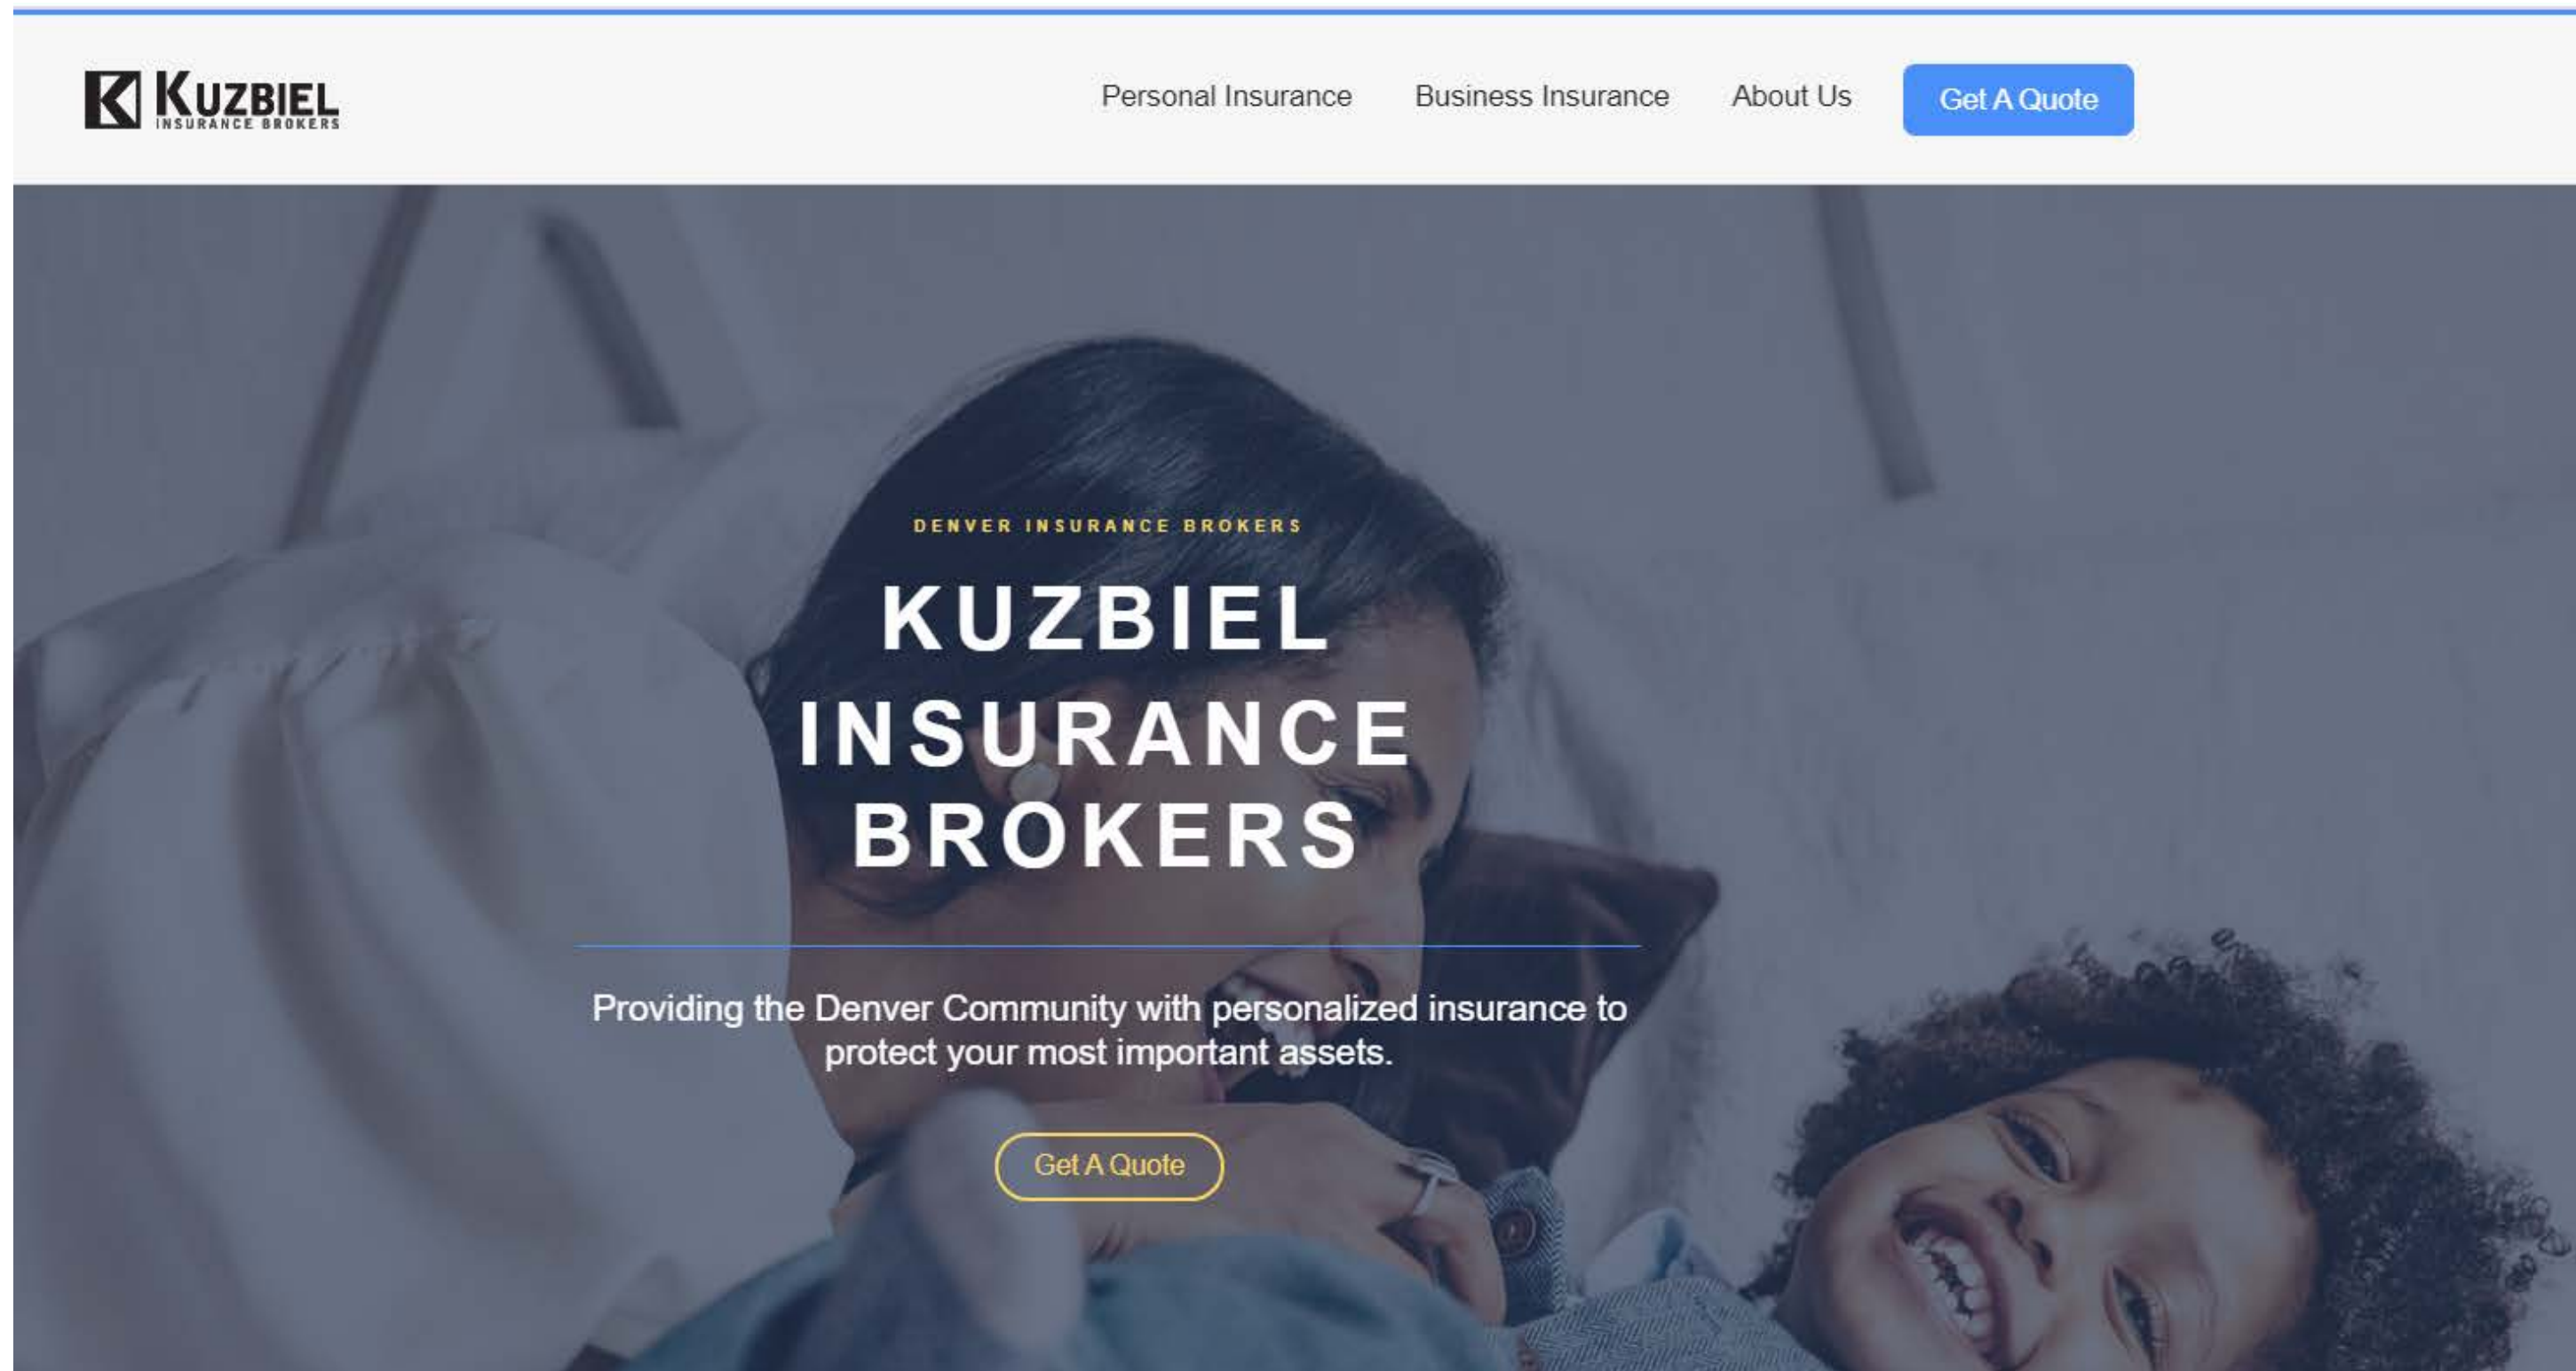 KUZBIEL
INSURANCE BROKERS
Personal Insurance
Business Insurance
About Us
Get A Quote
DENVER INSURANCE BROKERS
KUZBIEL
INSURANCE
BROKERS
Providing the Denver Community with personalized insurance to
protect your most important assets.
Get A Quote